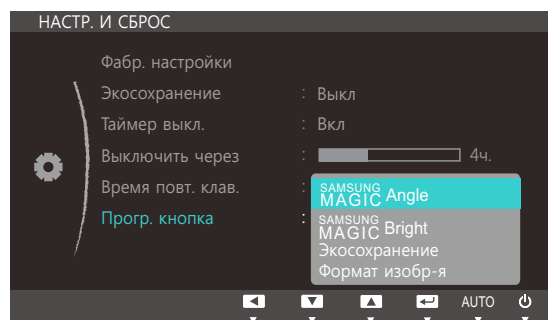 НАСТР. И СБРОС
Фабр. настройки
Экосохранение : Выкл
Таймер выкл. : Вкл
Выключить через : 4ч.
Время повт. клав. :
Прогр. кнопка :
SAMSUNG MAGIC Angle
SAMSUNG MAGIC Bright
Экосохранение
Формат изобр-я
AUTO